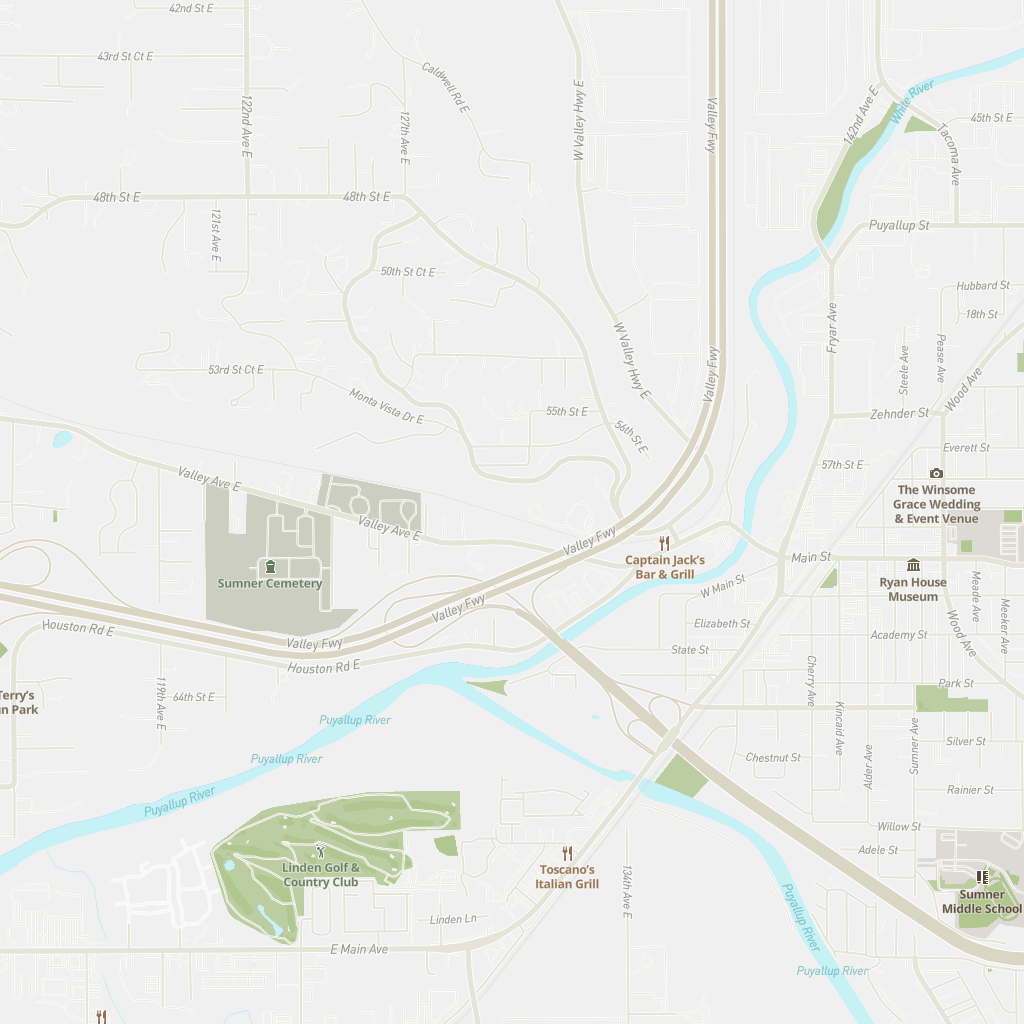 42nd St E
43rd St Ct E
Caldwell Rd E
W Valley Hwy E
Valley Fwy
142nd Ave E
White River
45th St E
Tacoma Ave
122nd Ave E
127th Ave E
48th St E
48th St E
121st Ave E
Puyallup St
50th St Ct E
Hubbard St
18th St
Fryar Ave
Pease Ave
Steele Ave
Wood Ave
W Valley Hwy E
Valley Fwy
53rd St Ct E
Monta Vista Dr E
55th St E
56th St E
Zehnder St
Everett St
57th St E
Valley Ave E
The Winsome
Grace Wedding
& Event Venue
Valley Ave E
Valley Fwy
Captain Jack's
Bar & Grill
Main St
Ryan House
Museum
W Main St
Sumner Cemetery
Valley Fwy
Meade Ave
Meeker Ave
Wood Ave
Elizabeth St
Academy St
Houston Rd E
Valley Fwy
Houston Rd E
State St
Cherry Ave
Park St
119th Ave E
64th St E
Terry's
un Park
Puyallup River
Kincaid Ave
Sumner Ave
Alder Ave
Silver St
Puyallup River
Chestnut St
Rainier St
Puyallup River
Willow St
Adele St
Linden Golf &
Country Club
Toscano's
Italian Grill
134th Ave E
Sumner
Middle School
Puyallup River
Linden Ln
E Main Ave
Puyallup River